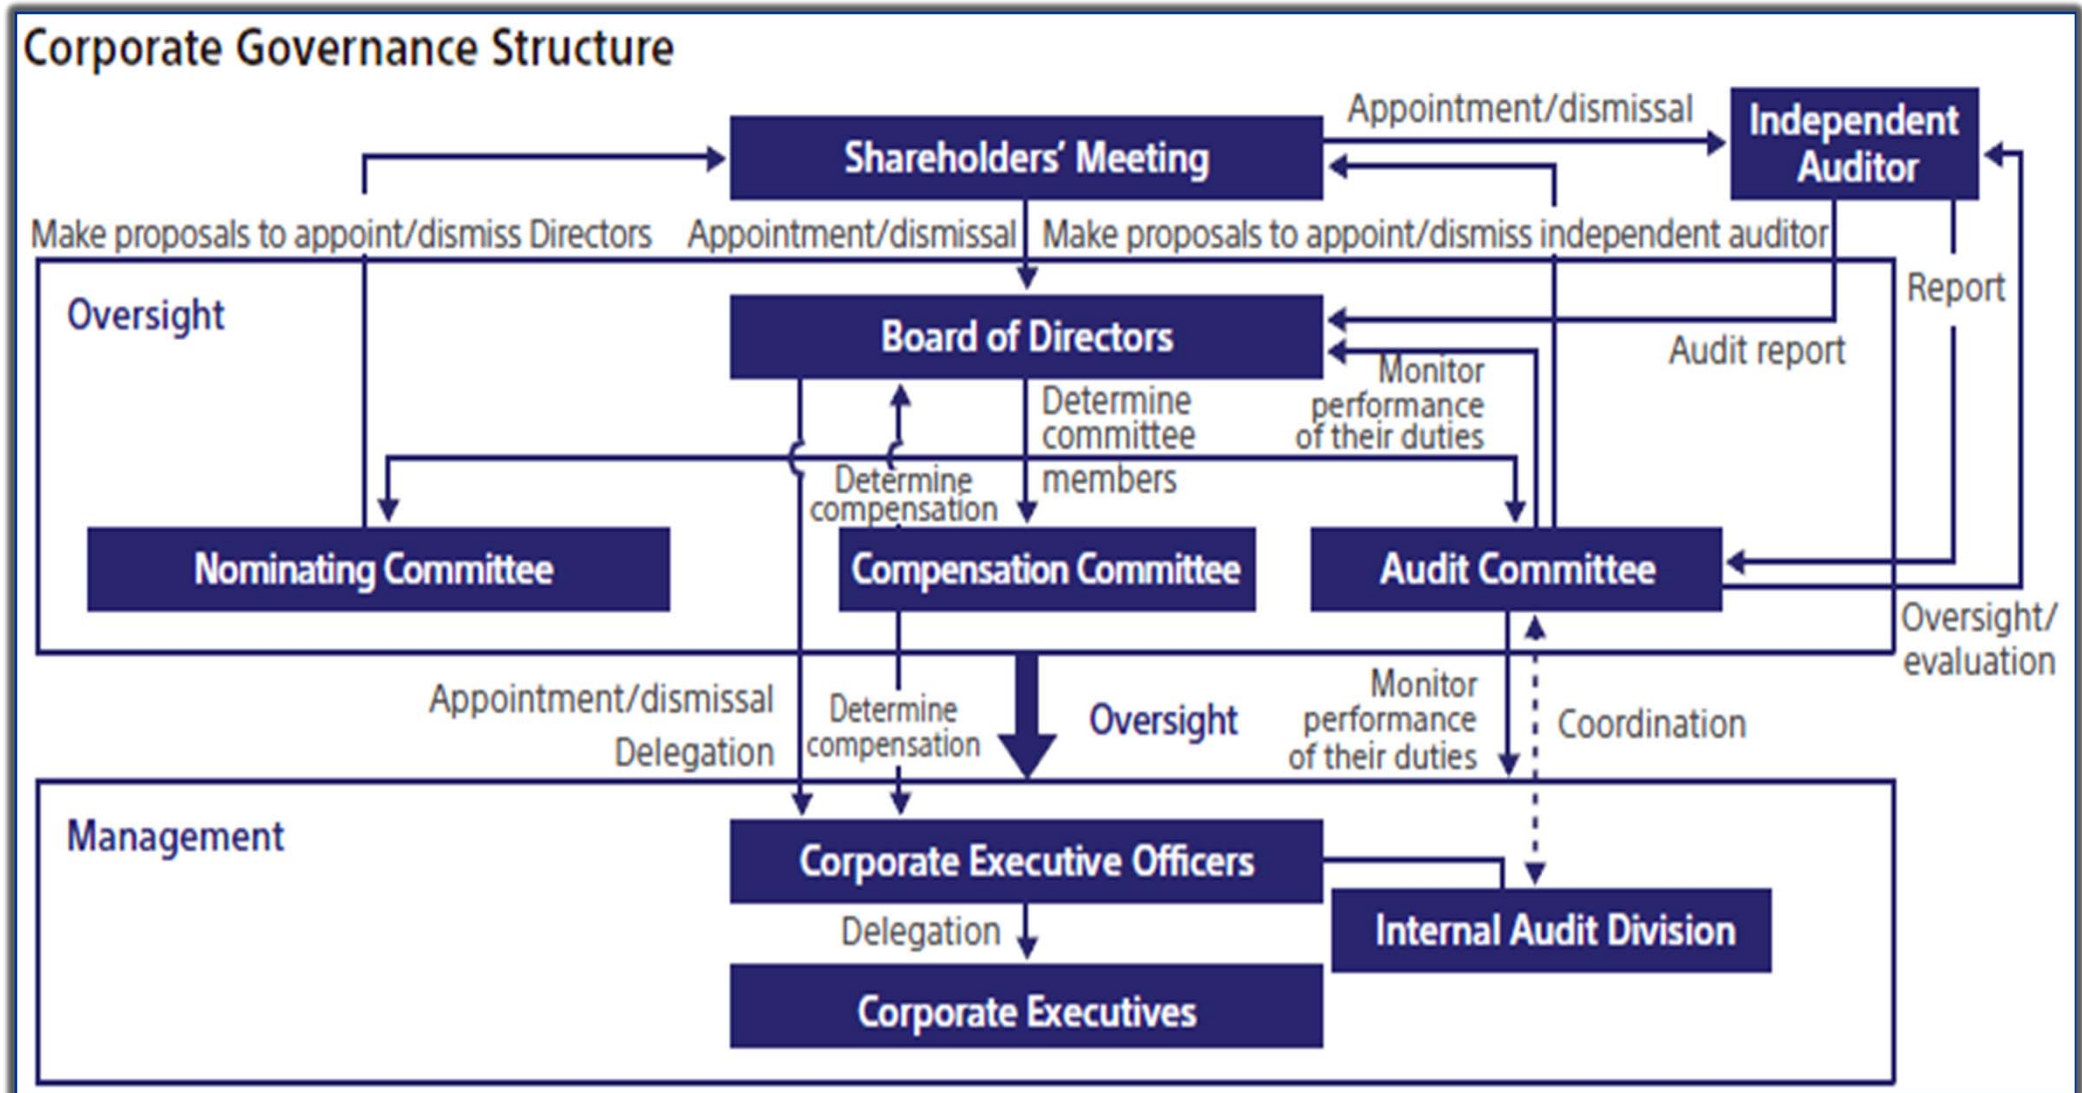 Corporate Governance Structure
Appointment/dismissal
Independent
Auditor
Shareholders' Meeting
Make proposals to appoint/dismiss Directors
Appointment/dismissal
Make proposals to appoint/dismiss independent auditor
Oversight
Report
Board of Directors
Audit report
Monitor
performance
of their duties
Determine
committee
members
Determine
compensation
Nominating Committee
Compensation Committee
Audit Committee
Oversight/
evaluation
Appointment/dismissal
Delegation
Determine
compensation
Oversight
Monitor
performance
of their duties
Coordination
Management
Corporate Executive Officers
Delegation
Internal Audit Division
Corporate Executives